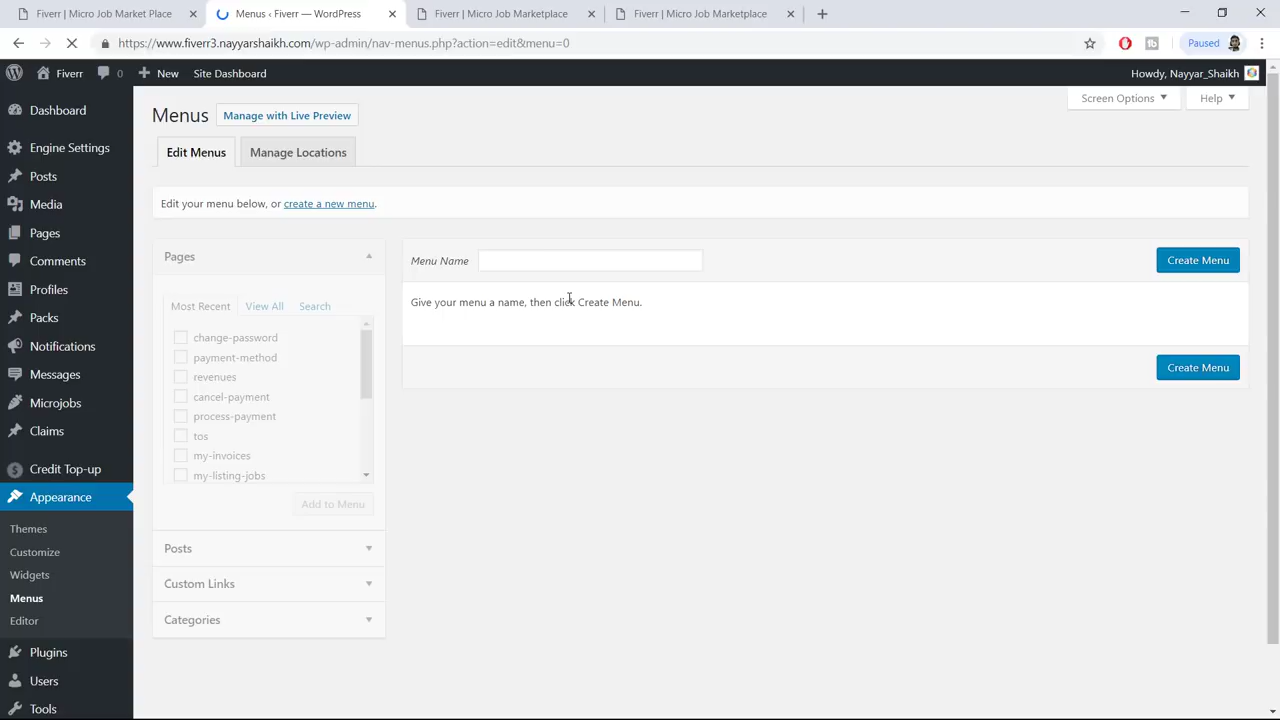 Fiverr | Micro Job Market Place
Menus ‹ Fiverr — WordPress
Fiverr | Micro Job Marketplace
Fiverr | Micro Job Marketplace
https://www.fiverr3.nayyarshaikh.com/wp-admin/nav-menus.php?action=edit&menu=0
Paused
Fiverr
0
New
Site Dashboard
Howdy, Nayyar_Shaikh
Dashboard
Engine Settings
Posts
Media
Pages
Comments
Profiles
Packs
Notifications
Messages
Microjobs
Claims
Credit Top-up
Appearance
Themes
Customize
Widgets
Menus
Editor
Plugins
Users
Tools
Screen Options
Help
Menus
Manage with Live Preview
Edit Menus
Manage Locations
Edit your menu below, or create a new menu.
Pages
Most Recent
View All
Search
change-password
payment-method
revenues
cancel-payment
process-payment
tos
my-invoices
my-listing-jobs
Add to Menu
Posts
Custom Links
Categories
Menu Name
Create Menu
Give your menu a name, then click Create Menu.
Create Menu